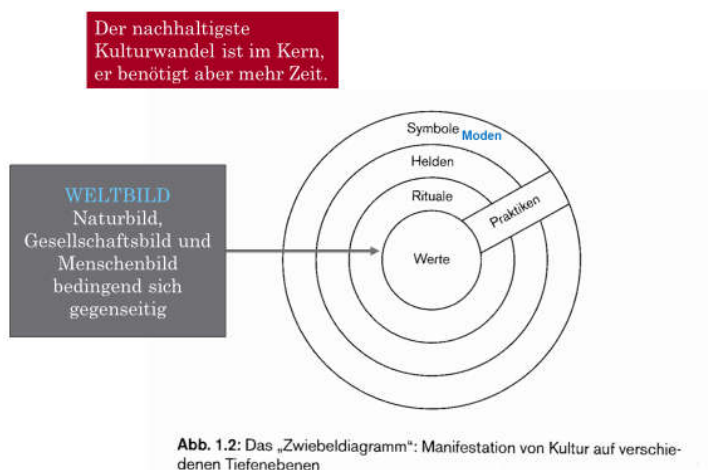 Der nachhaltigste
Kulturwandel ist im Kern,
er benötigt aber mehr Zeit.
Symbole Moden
Helden
Rituale
Praktiken
Werte
WELTBILD
Naturbild,
Gesellschaftsbild und
Menschenbild
bedingend sich
gegenseitig
Abb. 1.2: Das „Zwiebeldiagramm“: Manifestation von Kultur auf verschie-
denen Tiefenebenen